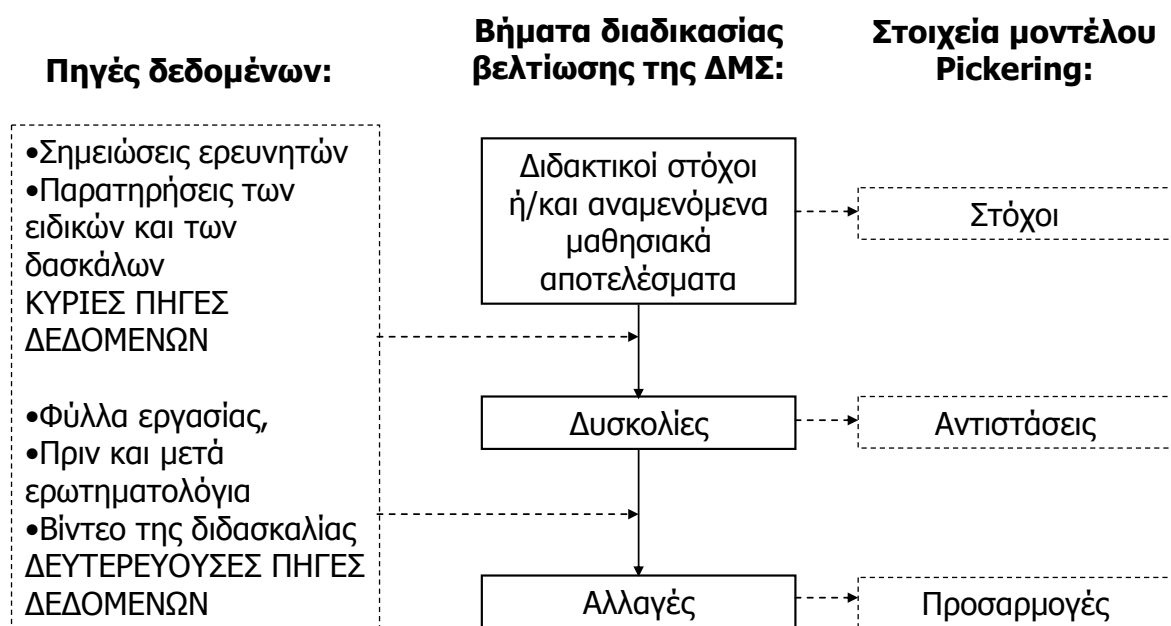 Πηγές δεδομένων:
Βήματα διαδικασίας
βελτίωσης της ΔΜΣ:
Στοιχεία μοντέλου
Pickering:
•Σημειώσεις ερευνητών
•Παρατηρήσεις των
ειδικών και των
δασκάλων
ΚΥΡΙΕΣ ΠΗΓΕΣ
ΔΕΔΟΜΕΝΩΝ
•Φύλλα εργασίας,
•Πριν και μετά
ερωτηματολόγια
•Βίντεο της διδασκαλίας
ΔΕΥΤΕΡΕΥΟΥΣΕΣ ΠΗΓΕΣ
ΔΕΔΟΜΕΝΩΝ
Διδακτικοί στόχοι
ή/και αναμενόμενα
μαθησιακά
αποτελέσματα
Δυσκολίες
Αλλαγές
Στόχοι
Αντιστάσεις
Προσαρμογές